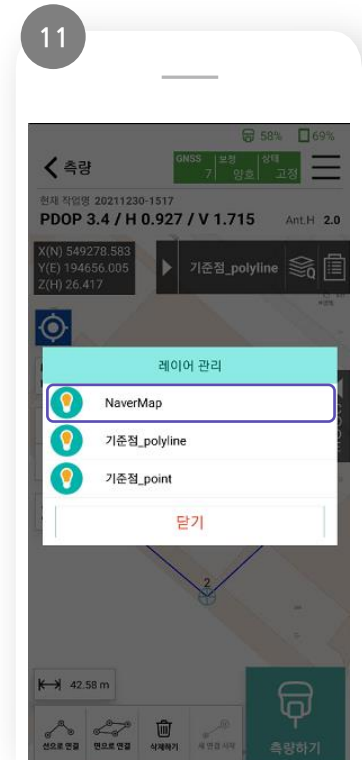 11
58% 69%
측량
GNSS 보정 상태
7 양호 고정
현재 작업명 20211230-1517
PDOP 3.4 / H 0.927 / V 1.715 Ant.H 2.0
X(N) 549278.583
Y(E) 194656.005
Z(H) 26.417
기준점_polyline
레이어 관리
NaverMap
기준점_polyline
기준점_point
닫기
2
42.58 m
선으로 연결 면으로 연결 삭제하기 새 연결 시작
측량하기